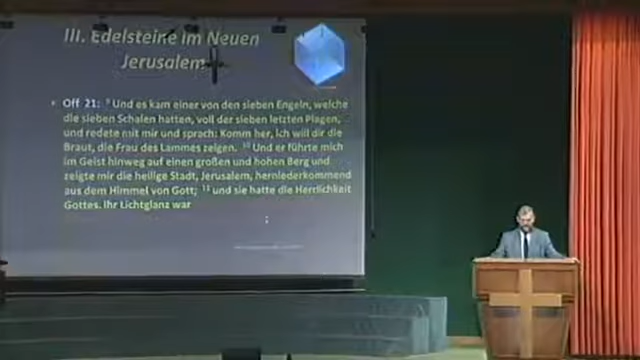 III. Edelsteine im Neuen
Jerusalem
Off 21: 9 Und es kam einer von den sieben Engeln, welche
die sieben Schalen hatten, voll der sieben letzten Plagen,
und redete mit mir und sprach: Komm her, ich will dir die
Braut, die Frau des Lammes zeigen. 10 Und er führte mich
im Geist hinweg auf einen großen und hohen Berg und
zeigte mir die heilige Stadt, Jerusalem, herniederkommend
aus dem Himmel von Gott; 11 und sie hatte die Herrlichkeit
Gottes. Ihr Lichtglanz war